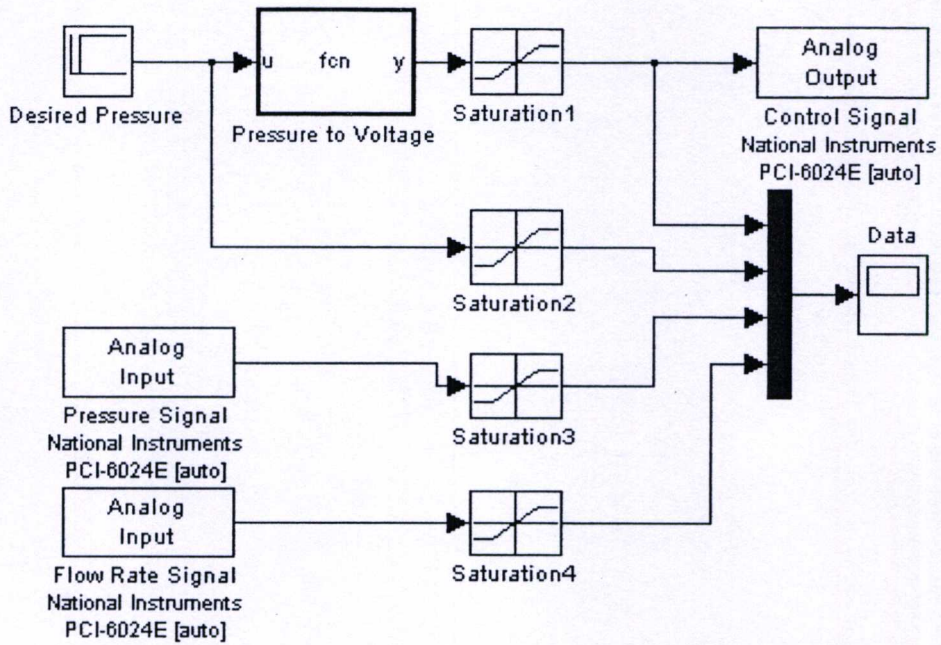 Desired Pressure
u fcn y
Pressure to Voltage
Saturation1
Analog
Output
Control Signal
National Instruments
PCI-6024E [auto]
Saturation2
Data
Analog
Input
Pressure Signal
National Instruments
PCI-6024E [auto]
Saturation3
Analog
Input
Flow Rate Signal
National Instruments
PCI-6024E [auto]
Saturation4